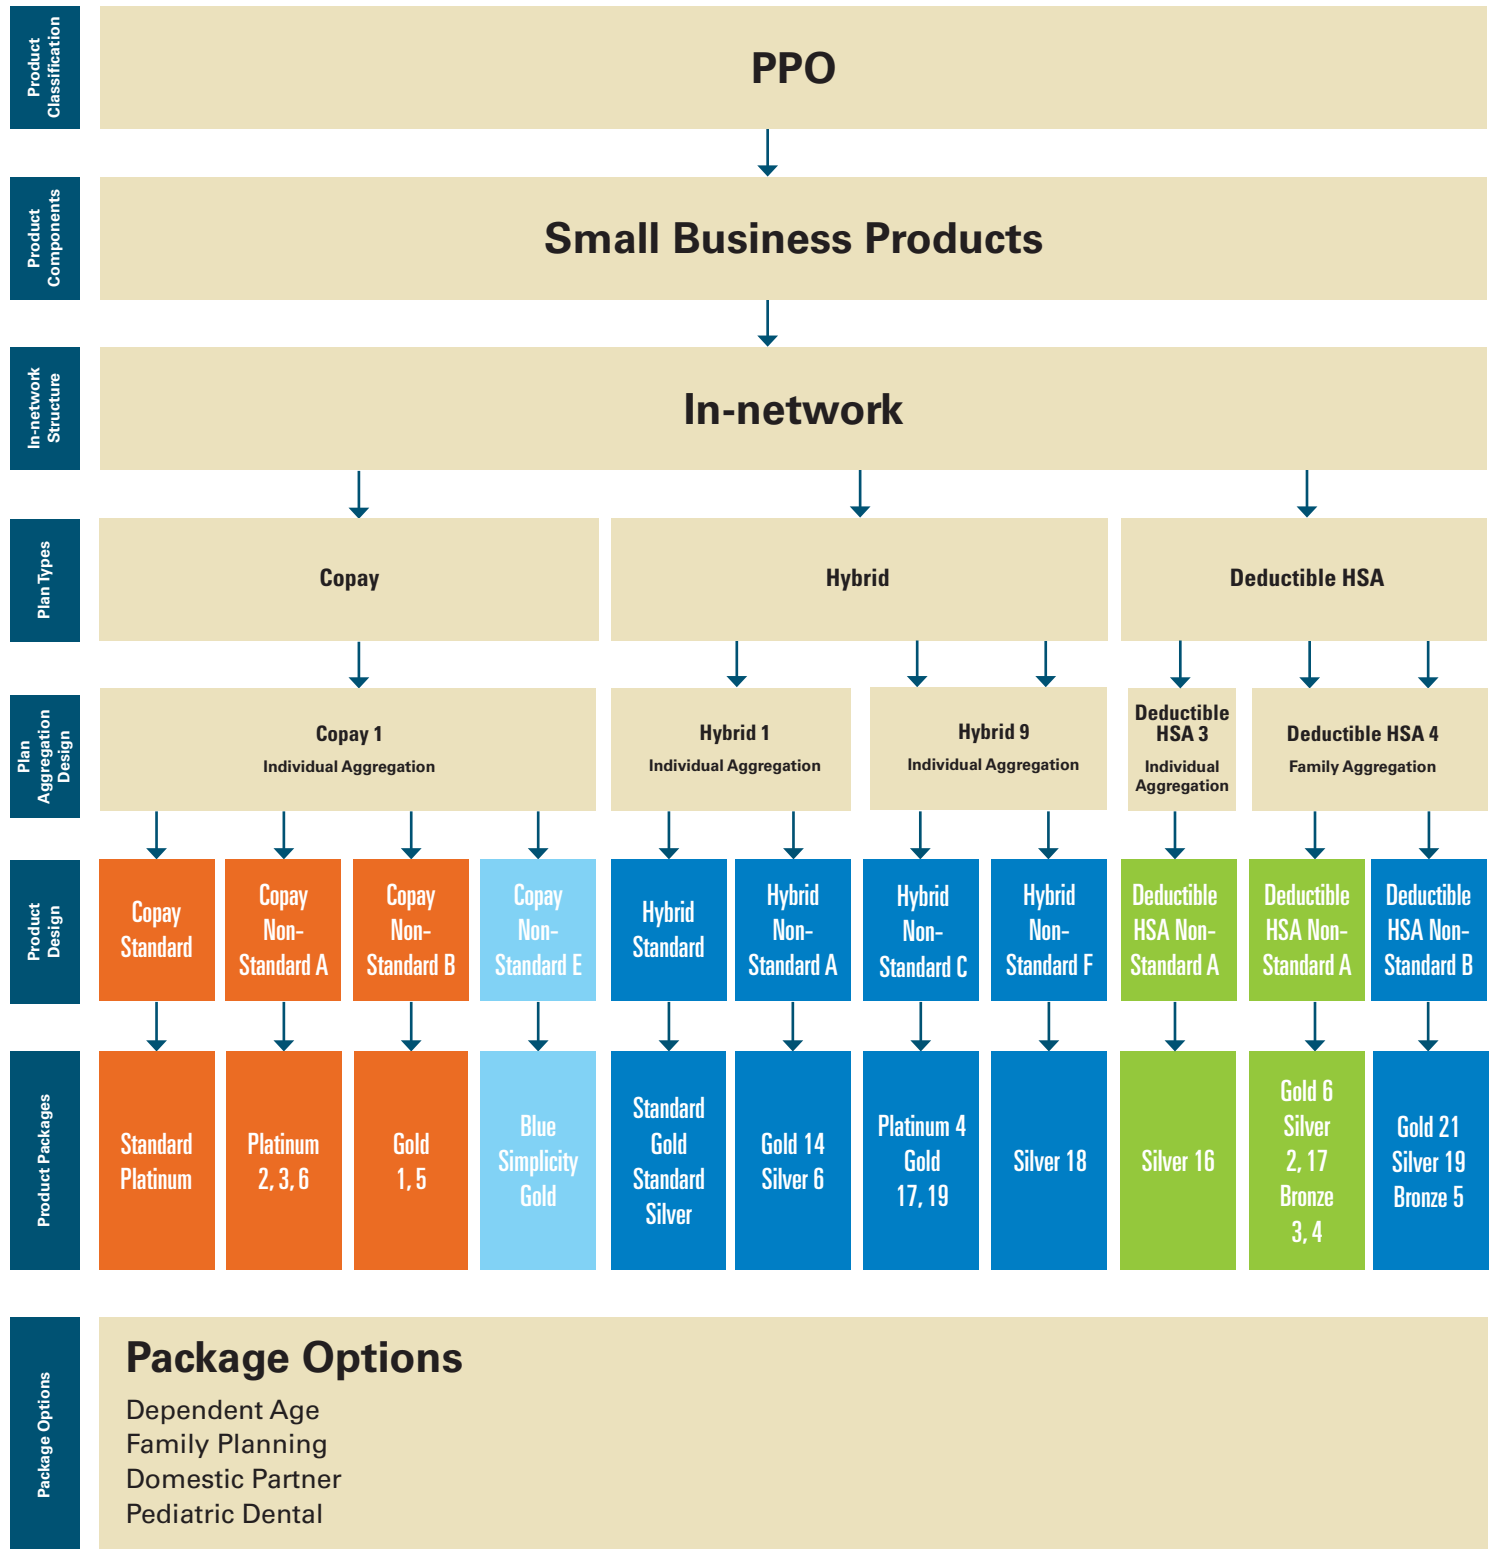 Product
Classification
PPO
Product
Components
Small Business Products
In-network
Structure
In-network
Plan Types
Copay
Hybrid
Deductible HSA
Plan
Aggregation
Design
Copay 1
Individual Aggregation
Hybrid 1
Individual Aggregation
Hybrid 9
Individual Aggregation
Deductible
HSA 3
Individual
Aggregation
Deductible HSA 4
Family Aggregation
Product
Design
Copay
Standard
Copay
Non-
Standard A
Copay
Non-
Standard B
Copay
Non-
Standard E
Hybrid
Standard
Hybrid
Non-
Standard A
Hybrid
Non-
Standard C
Hybrid
Non-
Standard F
Deductible
HSA Non-
Standard A
Deductible
HSA Non-
Standard A
Deductible
HSA Non-
Standard B
Product Packages
Standard
Platinum
Platinum
2, 3, 6
Gold
1, 5
Blue
Simplicity
Gold
Standard
Gold
Standard
Silver
Gold 14
Silver 6
Platinum 4
Gold
17, 19
Silver 18
Silver 16
Gold 6
Silver
2, 17
Bronze
3, 4
Gold 21
Silver 19
Bronze 5
Package Options
Package Options
Dependent Age
Family Planning
Domestic Partner
Pediatric Dental